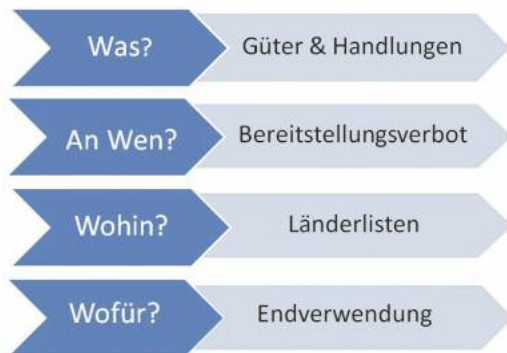 Was?
Güter & Handlungen
An Wen?
Bereitstellungsverbot
Wohin?
Länderlisten
Wofür?
Endverwendung